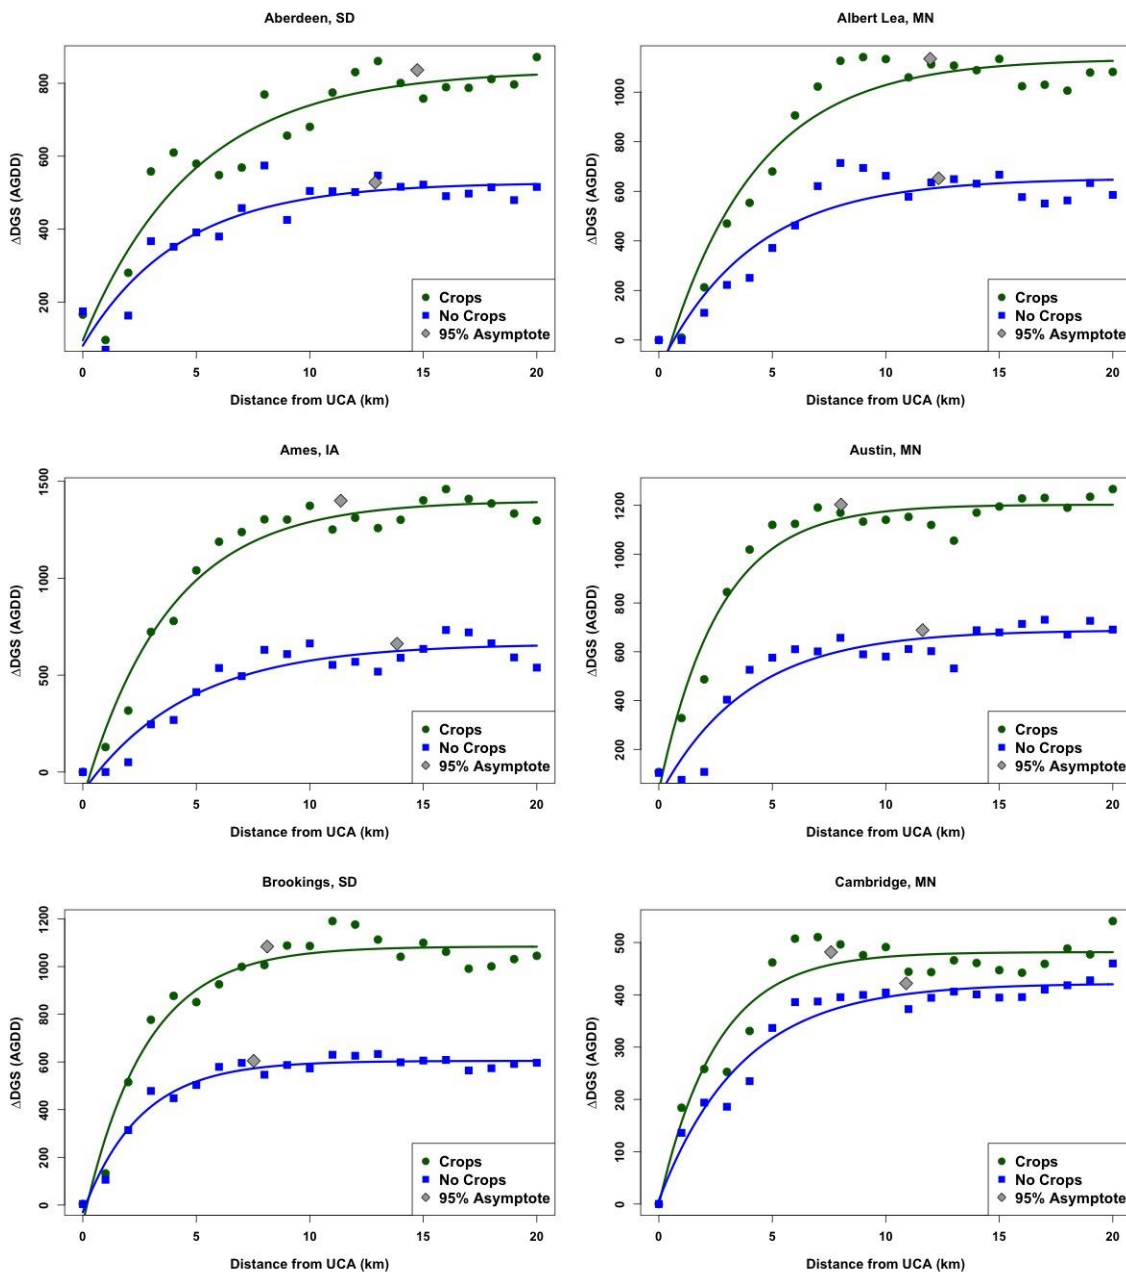 Aberdeen, SD
ΔDGS (AGDD)
200 400 600 800
Crops
No Crops
95% Asymptote
0 5 10 15 20
Distance from UCA (km)
Albert Lea, MN
ΔDGS (AGDD)
0 200 400 600 800 1000
Crops
No Crops
95% Asymptote
0 5 10 15 20
Distance from UCA (km)
Ames, IA
ΔDGS (AGDD)
0 500 1000 1500
Crops
No Crops
95% Asymptote
0 5 10 15 20
Distance from UCA (km)
Austin, MN
ΔDGS (AGDD)
200 400 600 800 1000 1200
Crops
No Crops
95% Asymptote
0 5 10 15 20
Distance from UCA (km)
Brookings, SD
ΔDGS (AGDD)
0 200 400 600 800 1000 1200
Crops
No Crops
95% Asymptote
0 5 10 15 20
Distance from UCA (km)
Cambridge, MN
ΔDGS (AGDD)
0 100 200 300 400 500
Crops
No Crops
95% Asymptote
0 5 10 15 20
Distance from UCA (km)